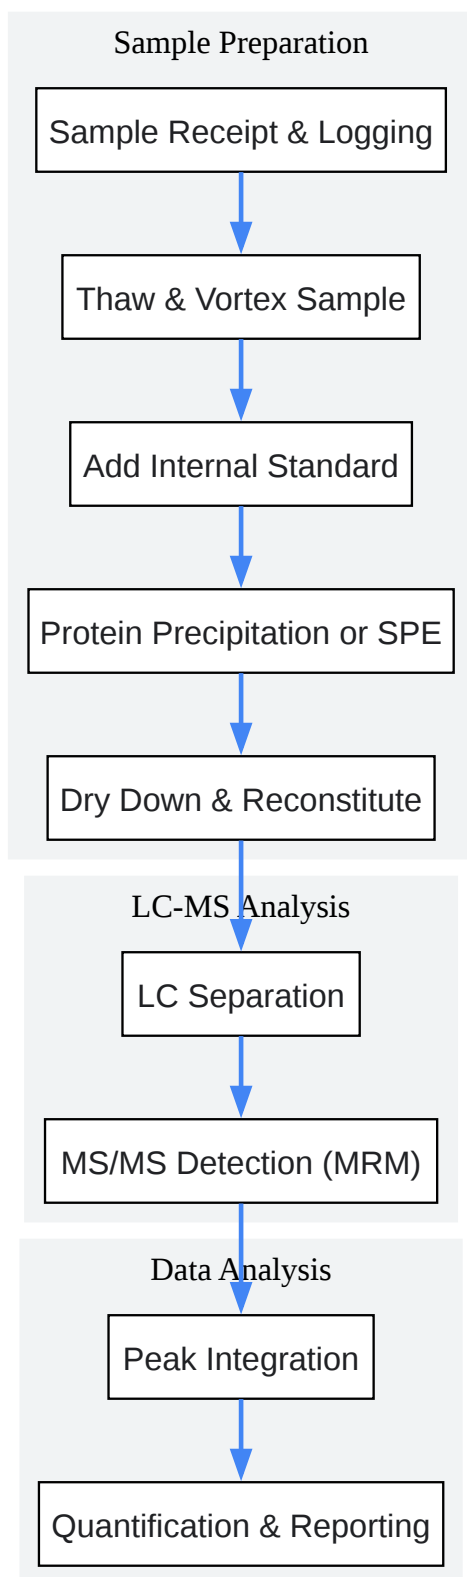 Sample Preparation
Sample Receipt & Logging
Thaw & Vortex Sample
Add Internal Standard
Protein Precipitation or SPE
Dry Down & Reconstitute
LC-MS Analysis
LC Separation
MS/MS Detection (MRM)
Data Analysis
Peak Integration
Quantification & Reporting